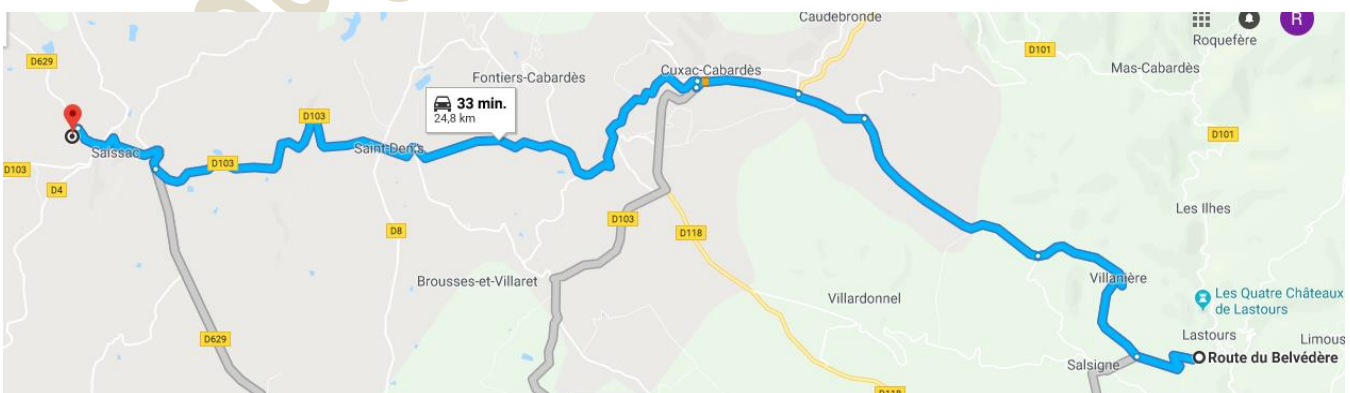 Caudebronde
R
Roquefère
D629
D101
Mas-Cabardès
Cuxac-Cabardès
Fontiers-Cabardès
33 min.
24,8 km
D103
D101
Saint-Denis
Saissac
D103
D103
D4
Les Ilhes
D103
D8
D118
Brousses-et-Villaret
Villanière
Villardonnel
Les Quatre Châteaux
de Lastours
D629
Lastours
Limous
Salsigne
Route du Belvédère
D118